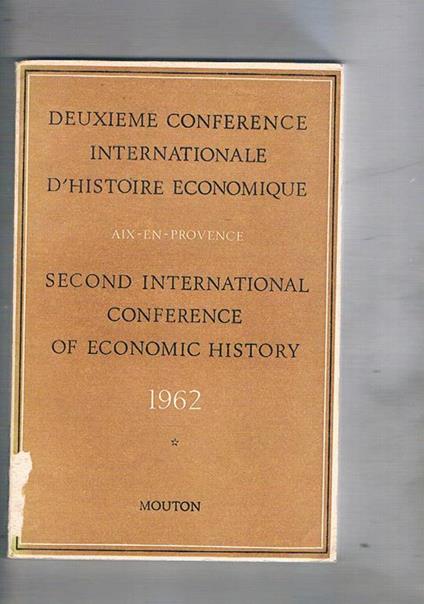 DEUXIEME CONFERENCE
INTERNATIONALE
D'HISTOIRE ECONOMIQUE
AIX-EN-PROVENCE
SECOND INTERNATIONAL
CONFERENCE
OF ECONOMIC HISTORY
1962
MOUTON